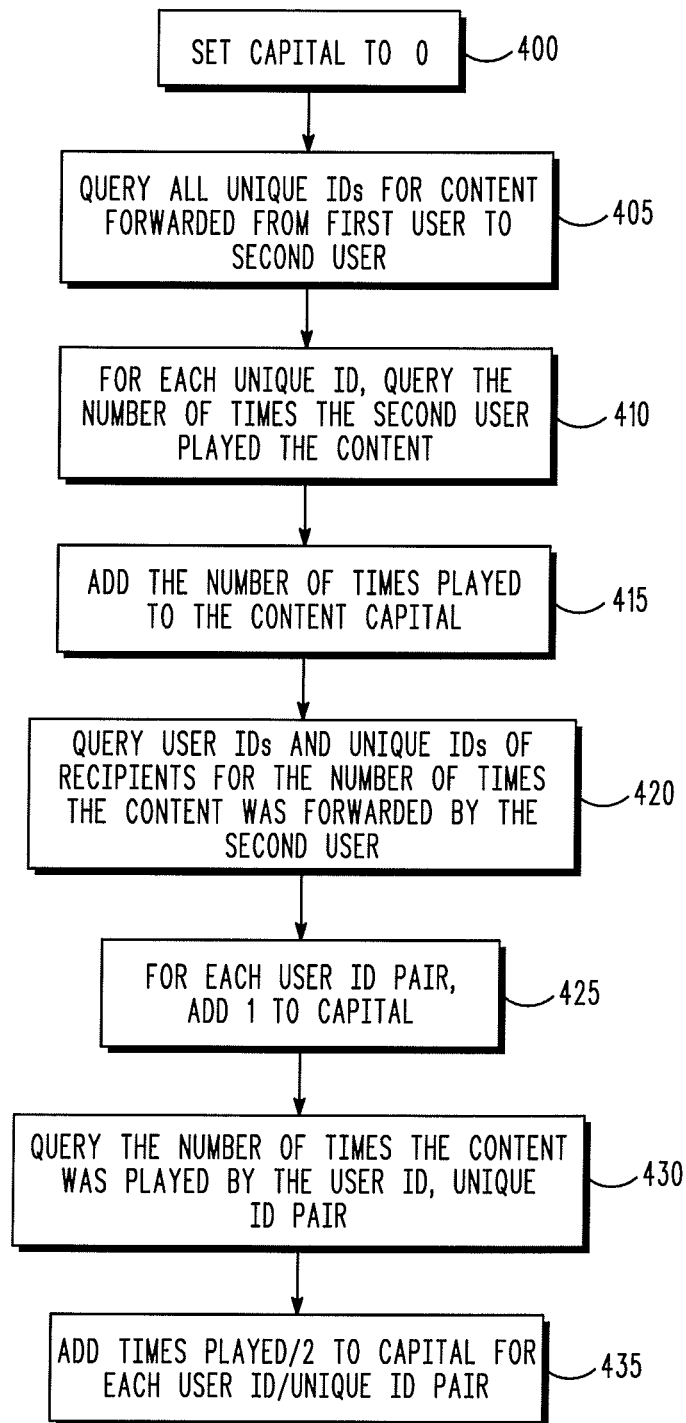 SET CAPITAL TO 0
400
QUERY ALL UNIQUE IDs FOR CONTENT
FORWARDED FROM FIRST USER TO
SECOND USER
405
FOR EACH UNIQUE ID, QUERY THE
NUMBER OF TIMES THE SECOND USER
PLAYED THE CONTENT
410
ADD THE NUMBER OF TIMES PLAYED
TO THE CONTENT CAPITAL
415
QUERY USER IDs AND UNIQUE IDs OF
RECIPIENTS FOR THE NUMBER OF TIMES
THE CONTENT WAS FORWARDED BY THE
SECOND USER
420
FOR EACH USER ID PAIR,
ADD 1 TO CAPITAL
425
QUERY THE NUMBER OF TIMES THE CONTENT
WAS PLAYED BY THE USER ID, UNIQUE
ID PAIR
430
ADD TIMES PLAYED/2 TO CAPITAL FOR
EACH USER ID/UNIQUE ID PAIR
435